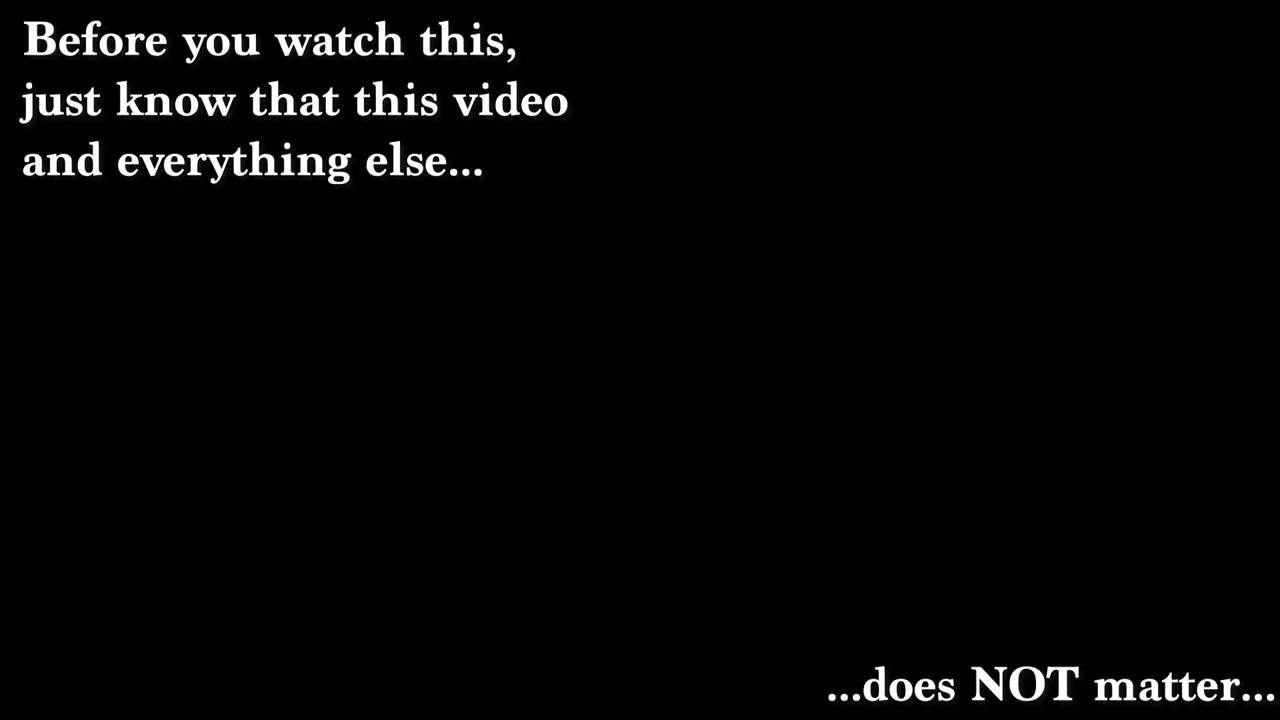 Before you watch this,
just know that this video
and everything else...
...does NOT matter...